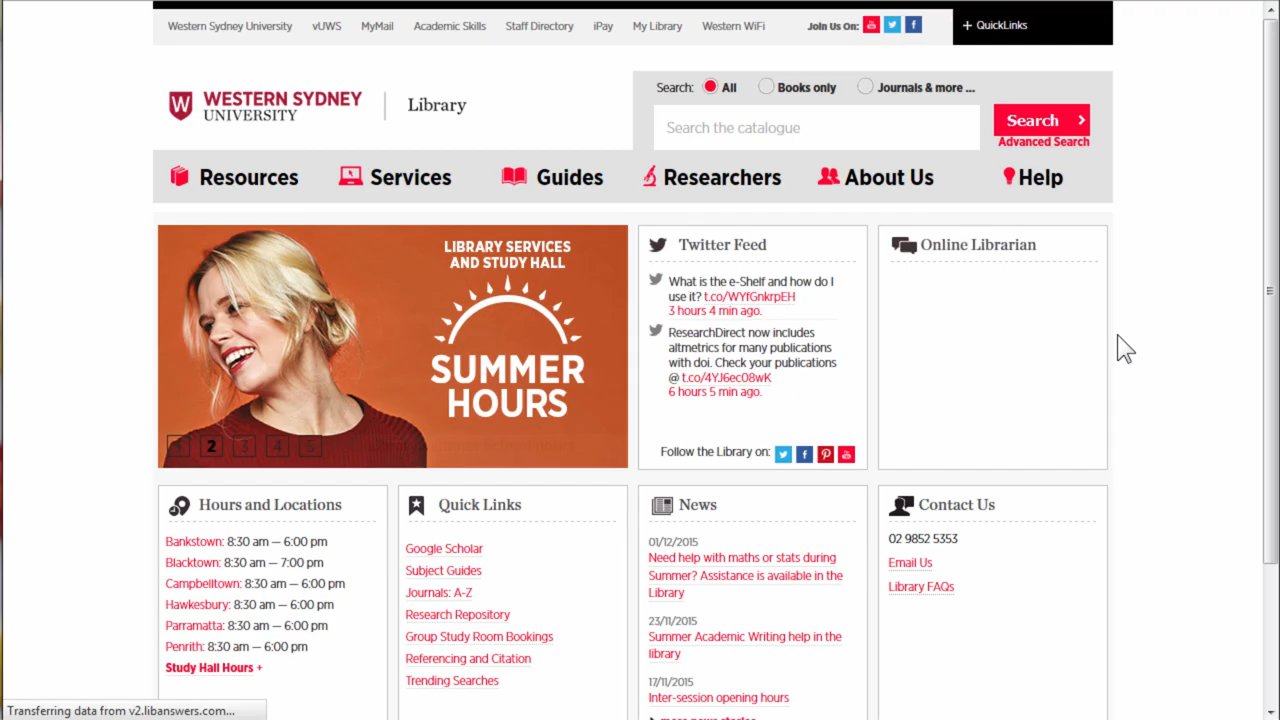 Western Sydney University vUWS MyMail Academic Skills Staff Directory iPay My Library Western WiFi Join Us On: + QuickLinks
Search: All Books only Journals & more ...
WESTERN SYDNEY
UNIVERSITY
Library
Search the catalogue
Search >
Advanced Search
Resources Services Guides Researchers About Us Help
LIBRARY SERVICES
AND STUDY HALL
SUMMER
HOURS
2 3 4 5
Twitter Feed
What is the e-Shelf and how do I
use it? t.co/WYfGnkrpEH
3 hours 4 min ago.
ResearchDirect now includes
altmetrics for many publications
with doi. Check your publications
@ t.co/4YJ6ec08wK
6 hours 5 min ago.
Follow the Library on:
Online Librarian
Hours and Locations
Bankstown: 8:30 am — 6:00 pm
Blacktown: 8:30 am — 7:00 pm
Campbelltown: 8:30 am — 6:00 pm
Hawkesbury: 8:30 am — 6:00 pm
Parramatta: 8:30 am — 6:00 pm
Penrith: 8:30 am — 6:00 pm
Study Hall Hours +
Quick Links
Google Scholar
Subject Guides
Journals: A-Z
Research Repository
Group Study Room Bookings
Referencing and Citation
Trending Searches
News
01/12/2015
Need help with maths or stats during
Summer? Assistance is available in the
Library
23/11/2015
Summer Academic Writing help in the
library
17/11/2015
Inter-session opening hours
more news stories
Contact Us
02 9852 5353
Email Us
Library FAQs
Transferring data from v2.libanswers.com...